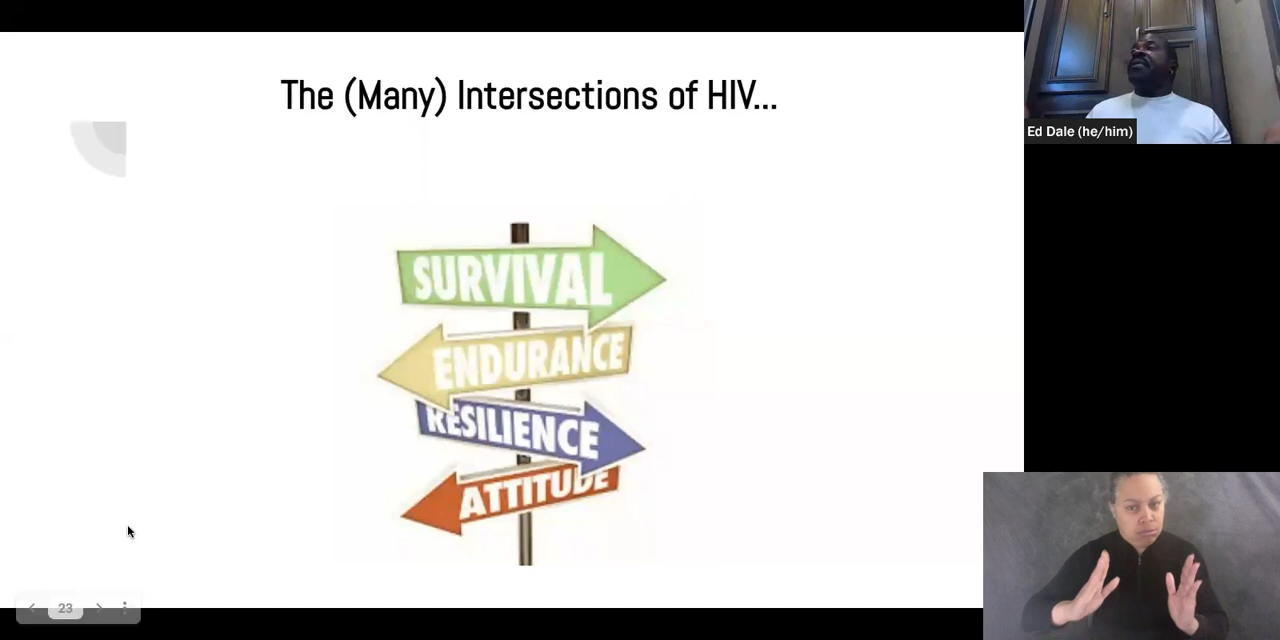 The (Many) Intersections of HIV...
Ed Dale (he/him)
SURVIVAL
ENDURANCE
RESILIENCE
ATTITUDE
23